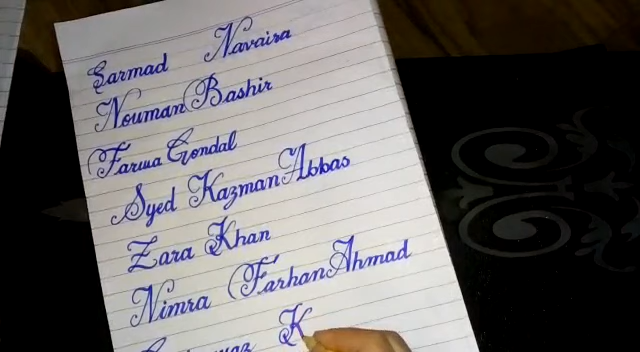 Sarmad Navaira
Nouman Bashir
Farwa Gondal
Syed Kazman Abbas
Zara Khan
Nimra Farhan Ahmad
K